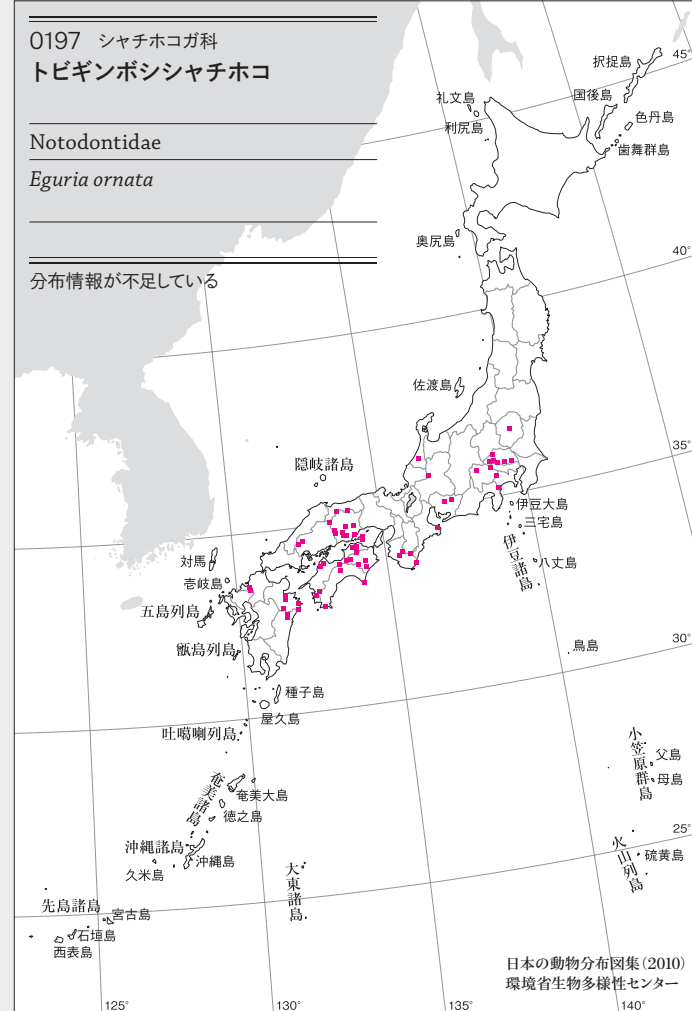 0197 シャチホコガ科
トビギンボシシャチホコ
Notodontidae
Eguria ornata
分布情報が不足している
択捉島
45°
国後島
礼文島
色丹島
利尻島
歯舞群島
奥尻島
40°
佐渡島
35°
隠岐諸島
伊豆大島
三宅島
伊豆諸島
八丈島
対馬
壱岐島
五島列島
30°
鳥島
甑島列島
種子島
屋久島
吐噶喇列島
小笠原群島
父島
母島
奄美諸島
奄美大島
徳之島
25°
火山列島
硫黄島
沖縄諸島
沖縄島
久米島
大東諸島
先島諸島
宮古島
石垣島
西表島
日本の動物分布図集(2010)
環境省生物多様性センター
125°
130°
135°
140°